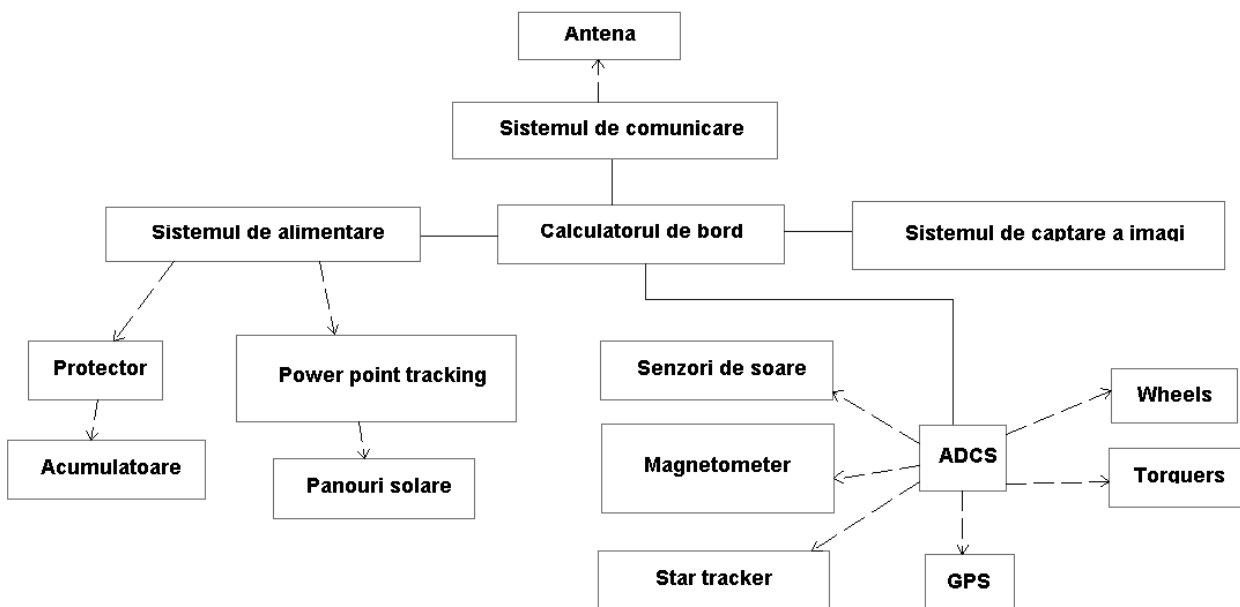 Antena
Sistemul de comunicare
Sistemul de alimentare
Calculatorul de bord
Sistemul de captare a imagi
Protector
Power point tracking
Senzori de soare
Wheels
Acumulatoare
Panouri solare
Magnetometer
ADCS
Torquers
Star tracker
GPS